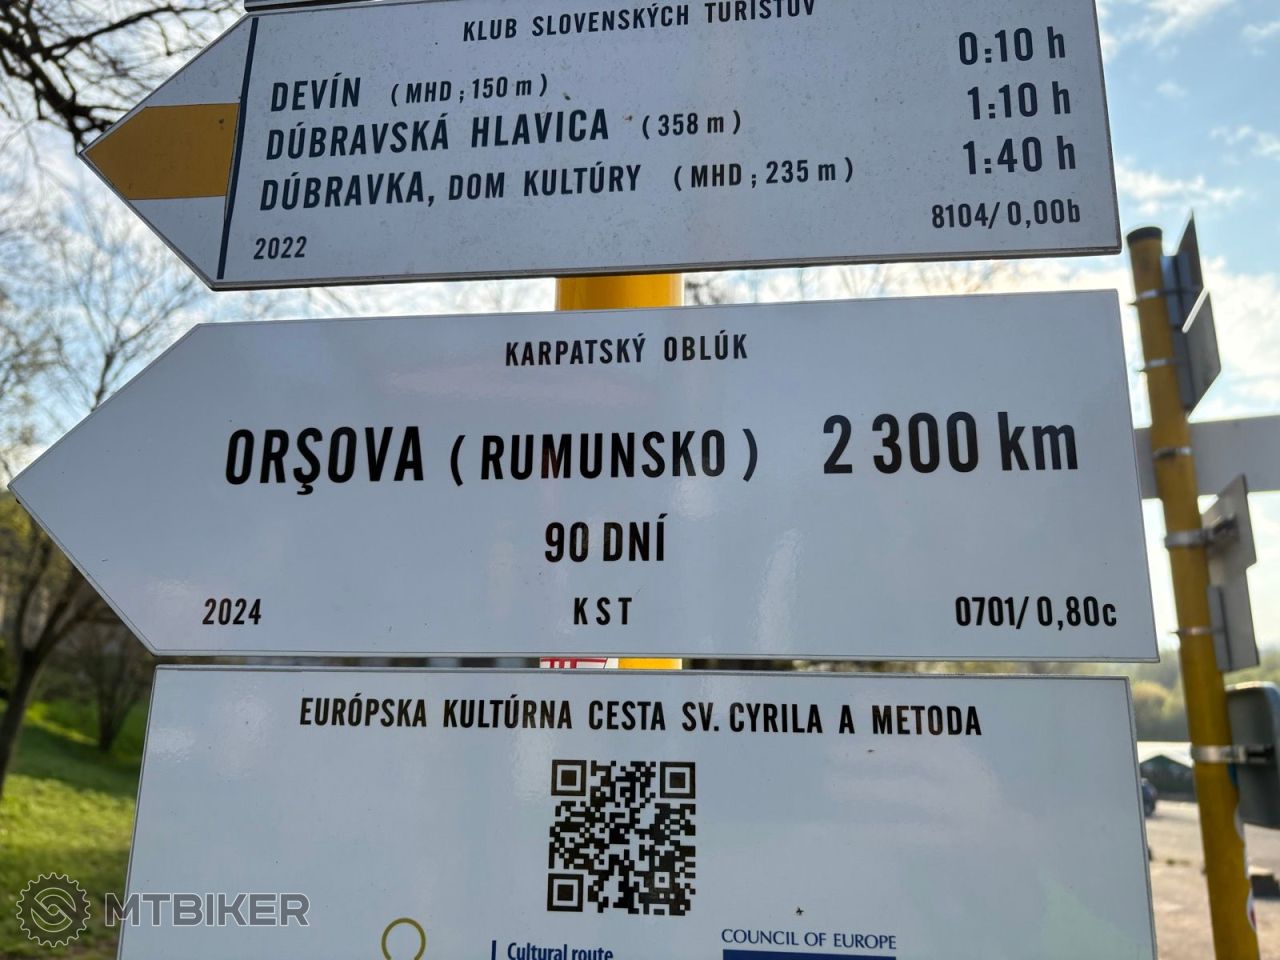 KLUB SLOVENSKÝCH TURISTOV
DEVÍN (MHD ; 150 m) 0:10 h
DÚBRAVSKÁ HLAVICA (358 m) 1:10 h
DÚBRAVKA, DOM KULTÚRY (MHD ; 235 m) 1:40 h
2022 8104/0,00b
KARPATSKÝ OBLÚK
ORŞOVA (RUMUNSKO) 2 300 km
90 DNÍ
2024 KST 0701/0,80c
EURÓPSKA KULTÚRNA CESTA SV. CYRILA A METODA
MTBIKER
Cultural route
COUNCIL OF EUROPE